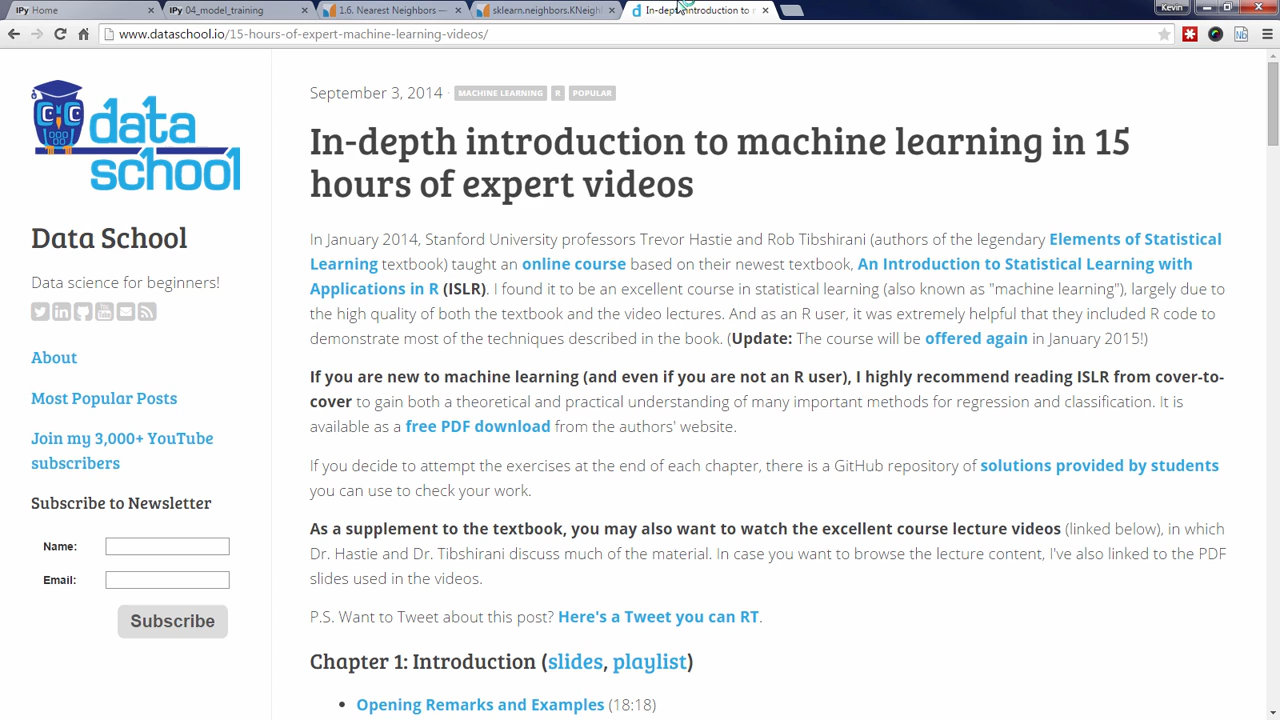 IPy Home
IPy 04_model_training
1.6. Nearest Neighbors —
sklearn.neighbors.KNeigh
In-depth introduction to
Kevin
www.dataschool.io/15-hours-of-expert-machine-learning-videos/
data
school
Data School
Data science for beginners!
About
Most Popular Posts
Join my 3,000+ YouTube
subscribers
Subscribe to Newsletter
Name:
Email:
Subscribe
September 3, 2014 · MACHINE LEARNING R POPULAR
In-depth introduction to machine learning in 15
hours of expert videos
In January 2014, Stanford University professors Trevor Hastie and Rob Tibshirani (authors of the legendary Elements of Statistical
Learning textbook) taught an online course based on their newest textbook, An Introduction to Statistical Learning with
Applications in R (ISLR). I found it to be an excellent course in statistical learning (also known as "machine learning"), largely due to
the high quality of both the textbook and the video lectures. And as an R user, it was extremely helpful that they included R code to
demonstrate most of the techniques described in the book. (Update: The course will be offered again in January 2015!)
If you are new to machine learning (and even if you are not an R user), I highly recommend reading ISLR from cover-to-
cover to gain both a theoretical and practical understanding of many important methods for regression and classification. It is
available as a free PDF download from the authors' website.
If you decide to attempt the exercises at the end of each chapter, there is a GitHub repository of solutions provided by students
you can use to check your work.
As a supplement to the textbook, you may also want to watch the excellent course lecture videos (linked below), in which
Dr. Hastie and Dr. Tibshirani discuss much of the material. In case you want to browse the lecture content, I've also linked to the PDF
slides used in the videos.
P.S. Want to Tweet about this post? Here's a Tweet you can RT.
Chapter 1: Introduction (slides, playlist)
• Opening Remarks and Examples (18:18)